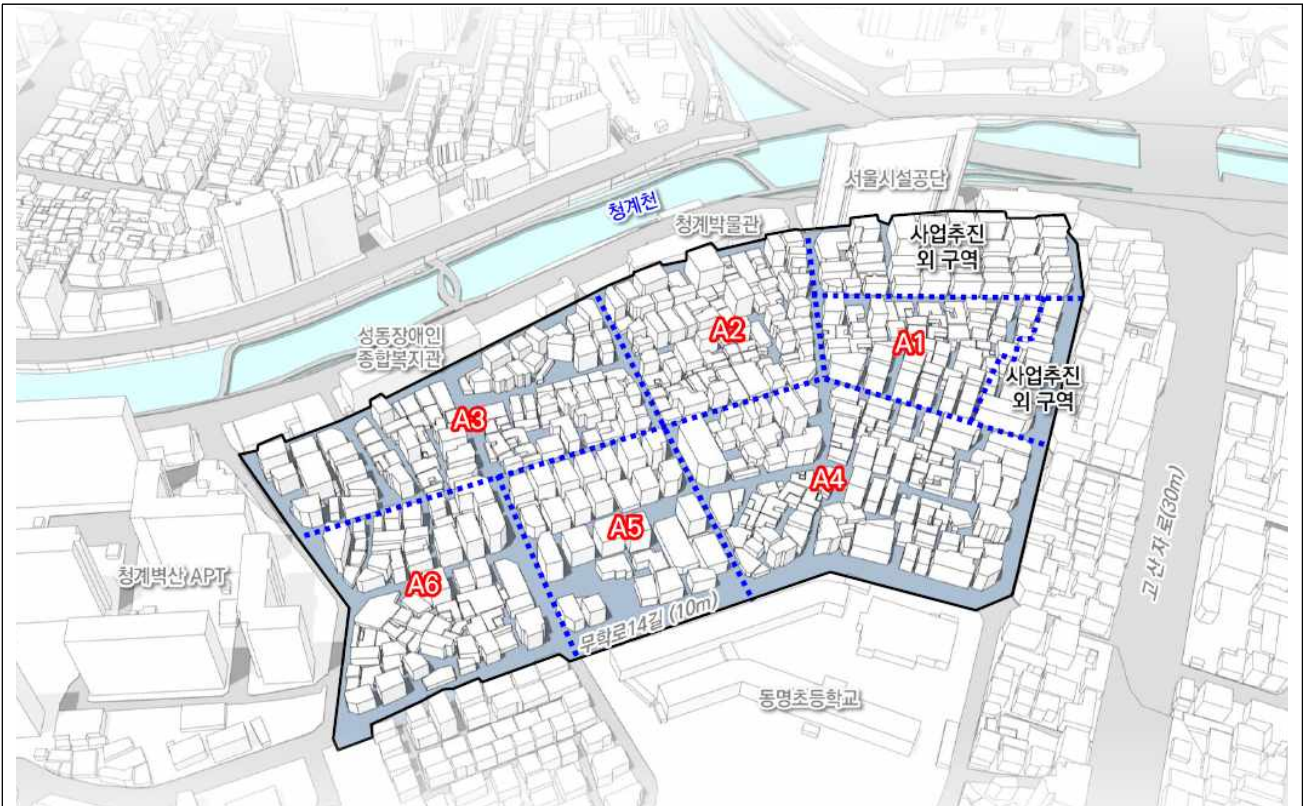 서울시설공단
청계천
청계박물관
사업추진
외 구역
A2
A1
성동장애인
종합복지관
사업추진
외 구역
A3
A4
고산자로(30m)
A5
청계벽산 APT
A6
무학로14길 (10m)
동명초등학교